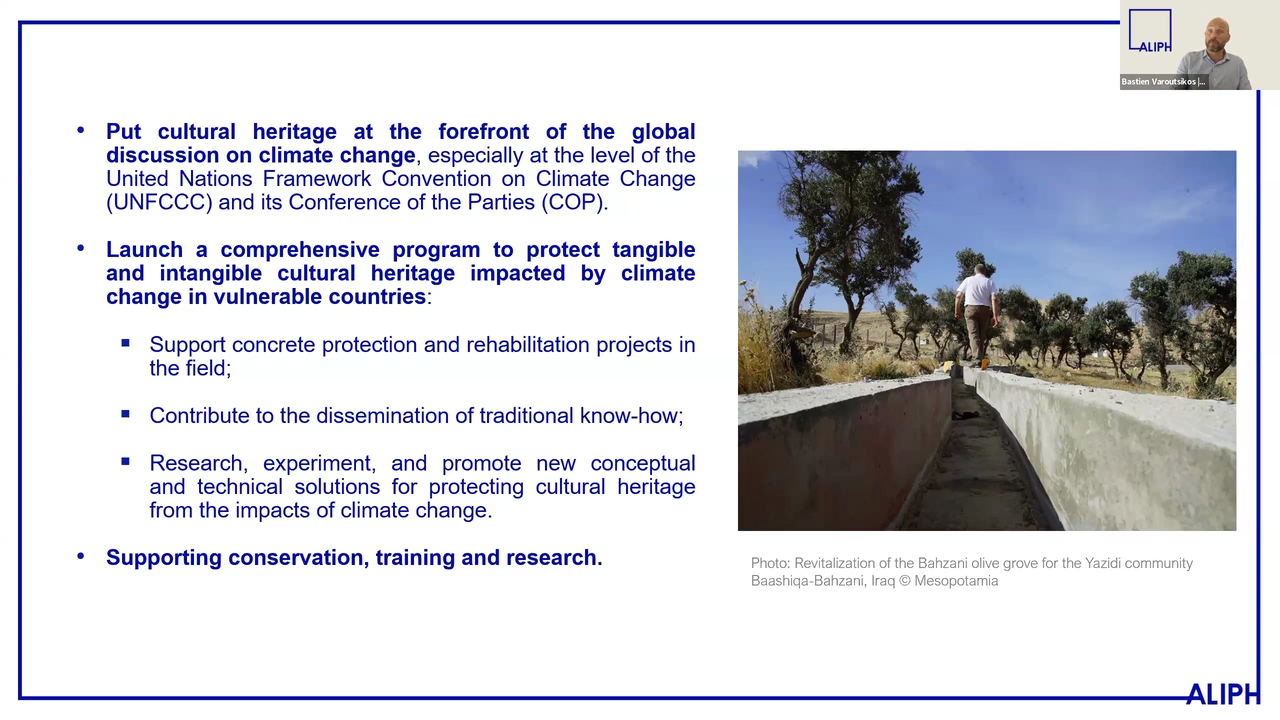 ALIPH
Bastien Varoutsikos |...
• Put cultural heritage at the forefront of the global
discussion on climate change, especially at the level of the
United Nations Framework Convention on Climate Change
(UNFCCC) and its Conference of the Parties (COP).
• Launch a comprehensive program to protect tangible
and intangible cultural heritage impacted by climate
change in vulnerable countries:
▪ Support concrete protection and rehabilitation projects in
the field;
▪ Contribute to the dissemination of traditional know-how;
▪ Research, experiment, and promote new conceptual
and technical solutions for protecting cultural heritage
from the impacts of climate change.
• Supporting conservation, training and research.
Photo: Revitalization of the Bahzani olive grove for the Yazidi community
Baashiqa-Bahzani, Iraq © Mesopotamia
ALIPH